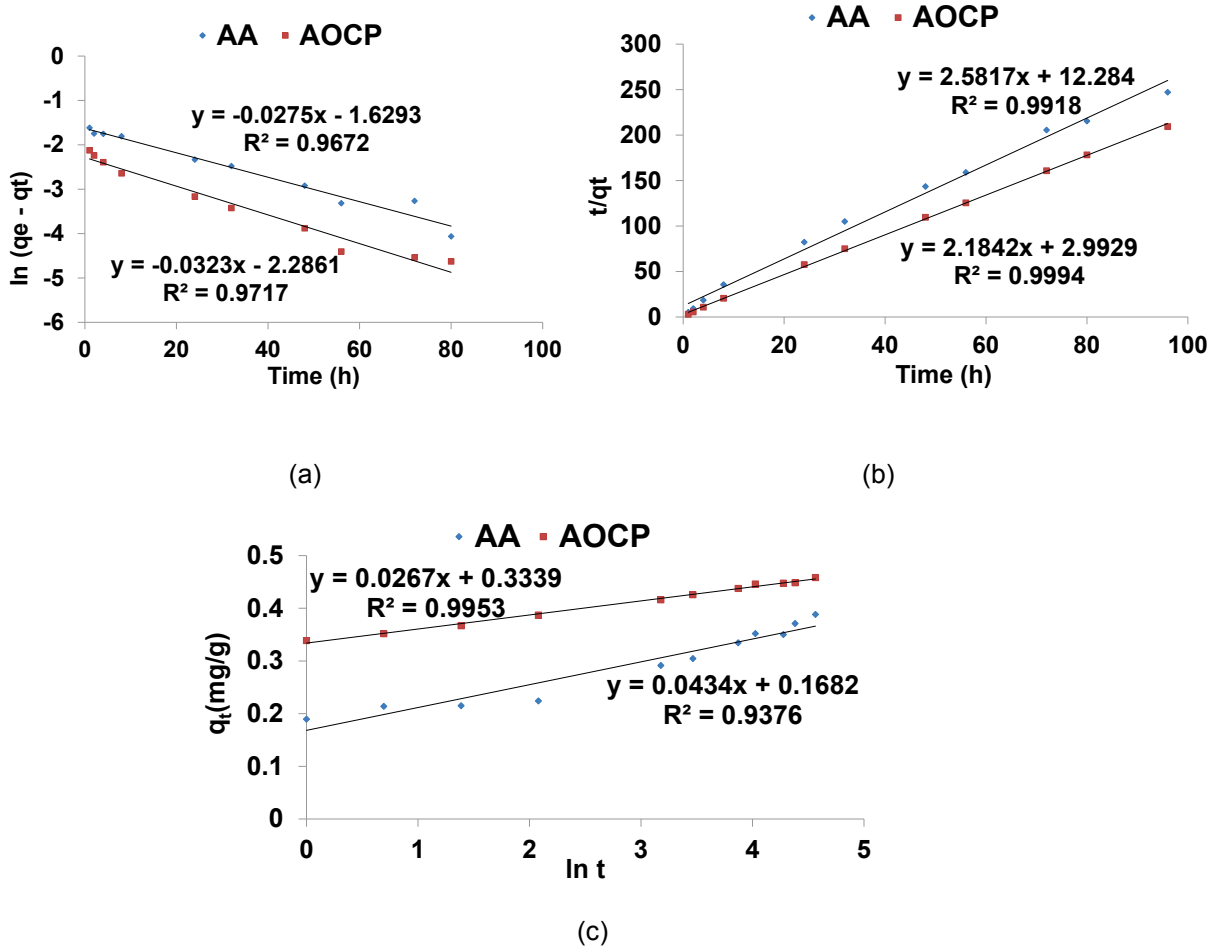 AA AOCP
0
-1
-2
-3
-4
-5
-6
ln (qe - qt)
y = -0.0275x - 1.6293
R² = 0.9672
y = -0.0323x - 2.2861
R² = 0.9717
0 20 40 60 80 100
Time (h)
(a)
AA AOCP
300
250
200
150
100
50
0
t/qt
y = 2.5817x + 12.284
R² = 0.9918
y = 2.1842x + 2.9929
R² = 0.9994
0 20 40 60 80 100
Time (h)
(b)
AA AOCP
0.5
0.4
0.3
0.2
0.1
0
qt(mg/g)
y = 0.0267x + 0.3339
R² = 0.9953
y = 0.0434x + 0.1682
R² = 0.9376
0 1 2 3 4 5
ln t
(c)